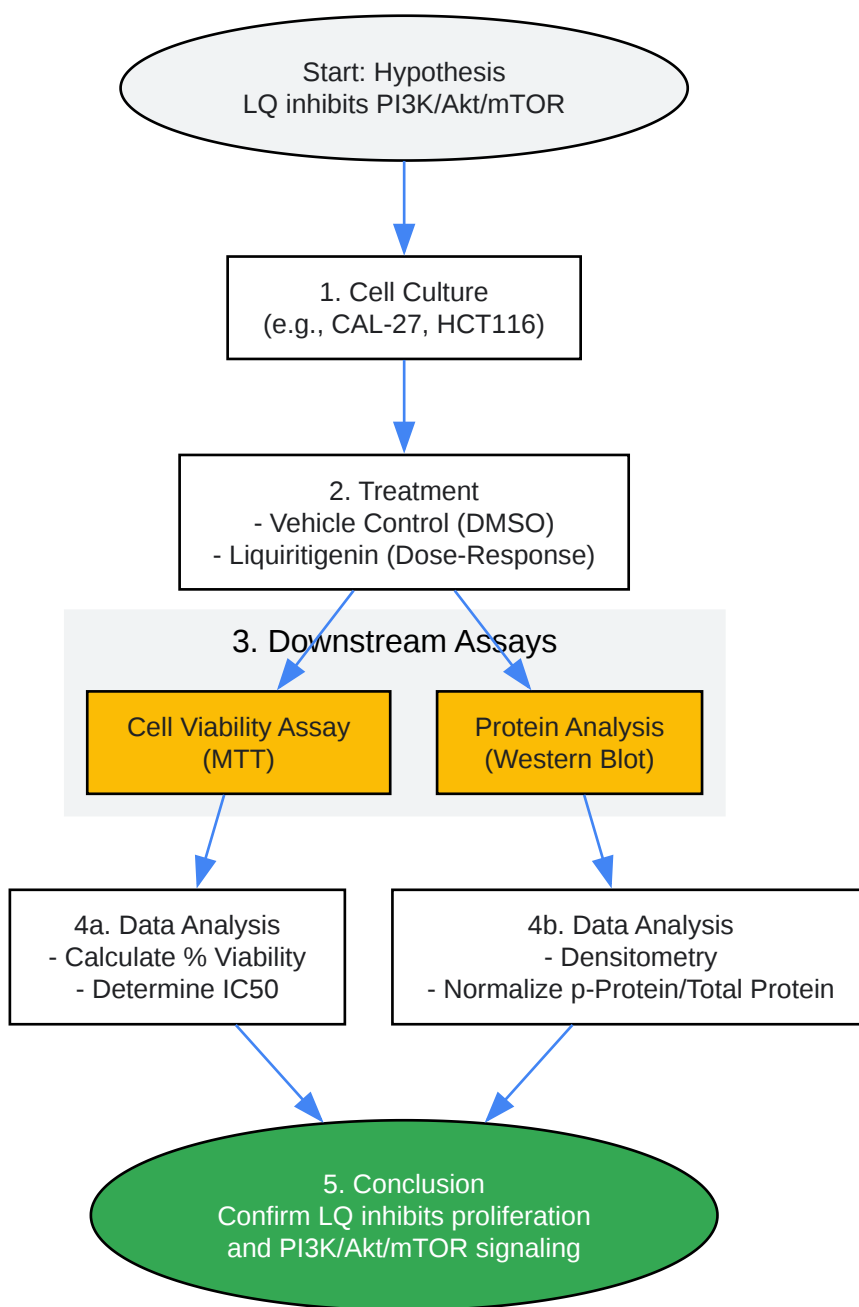 Start: Hypothesis
LQ inhibits PI3K/Akt/mTOR
1. Cell Culture
(e.g., CAL-27, HCT116)
2. Treatment
- Vehicle Control (DMSO)
- Liquiritigenin (Dose-Response)
3. Downstream Assays
Cell Viability Assay
(MTT)
Protein Analysis
(Western Blot)
4a. Data Analysis
- Calculate % Viability
- Determine IC50
4b. Data Analysis
- Densitometry
- Normalize p-Protein/Total Protein
5. Conclusion
Confirm LQ inhibits proliferation
and PI3K/Akt/mTOR signaling